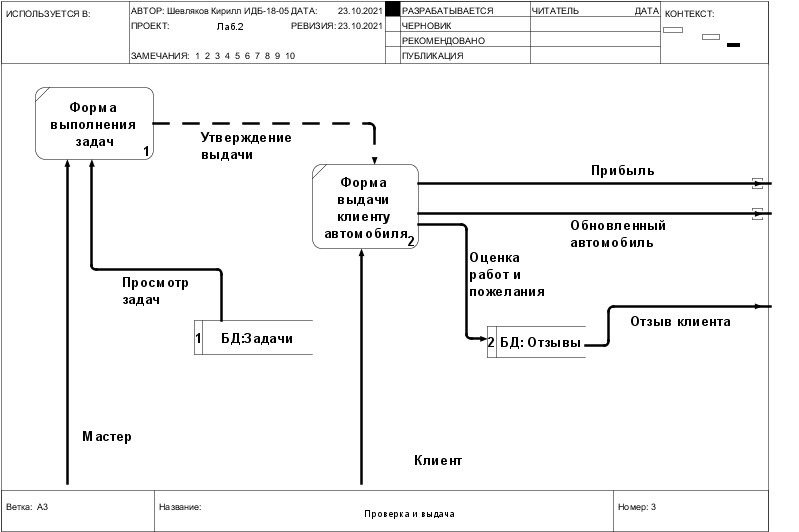 ИСПОЛЬЗУЕТСЯ В:
АВТОР: Шевляков Кирилл ИДБ-18-05 ДАТА: 23.10.2021
ПРОЕКТ: Лаб.2 РЕВИЗИЯ: 23.10.2021
ЗАМЕЧАНИЯ: 1 2 3 4 5 6 7 8 9 10
РАЗРАБАТЫВАЕТСЯ
ЧЕРНОВИК
РЕКОМЕНДОВАНО
ПУБЛИКАЦИЯ
ЧИТАТЕЛЬ ДАТА
КОНТЕКСТ:
Форма
выполнения
задач
1
Утверждение
выдачи
Форма
выдачи
клиенту
автомобиля
2
Прибыль
Обновленный
автомобиль
Оценка
работ и
пожелания
Просмотр
задач
1 БД:Задачи
2 БД: Отзывы
Отзыв клиента
Мастер
Клиент
Ветка: A3
Название:
Проверка и выдача
Номер: 3